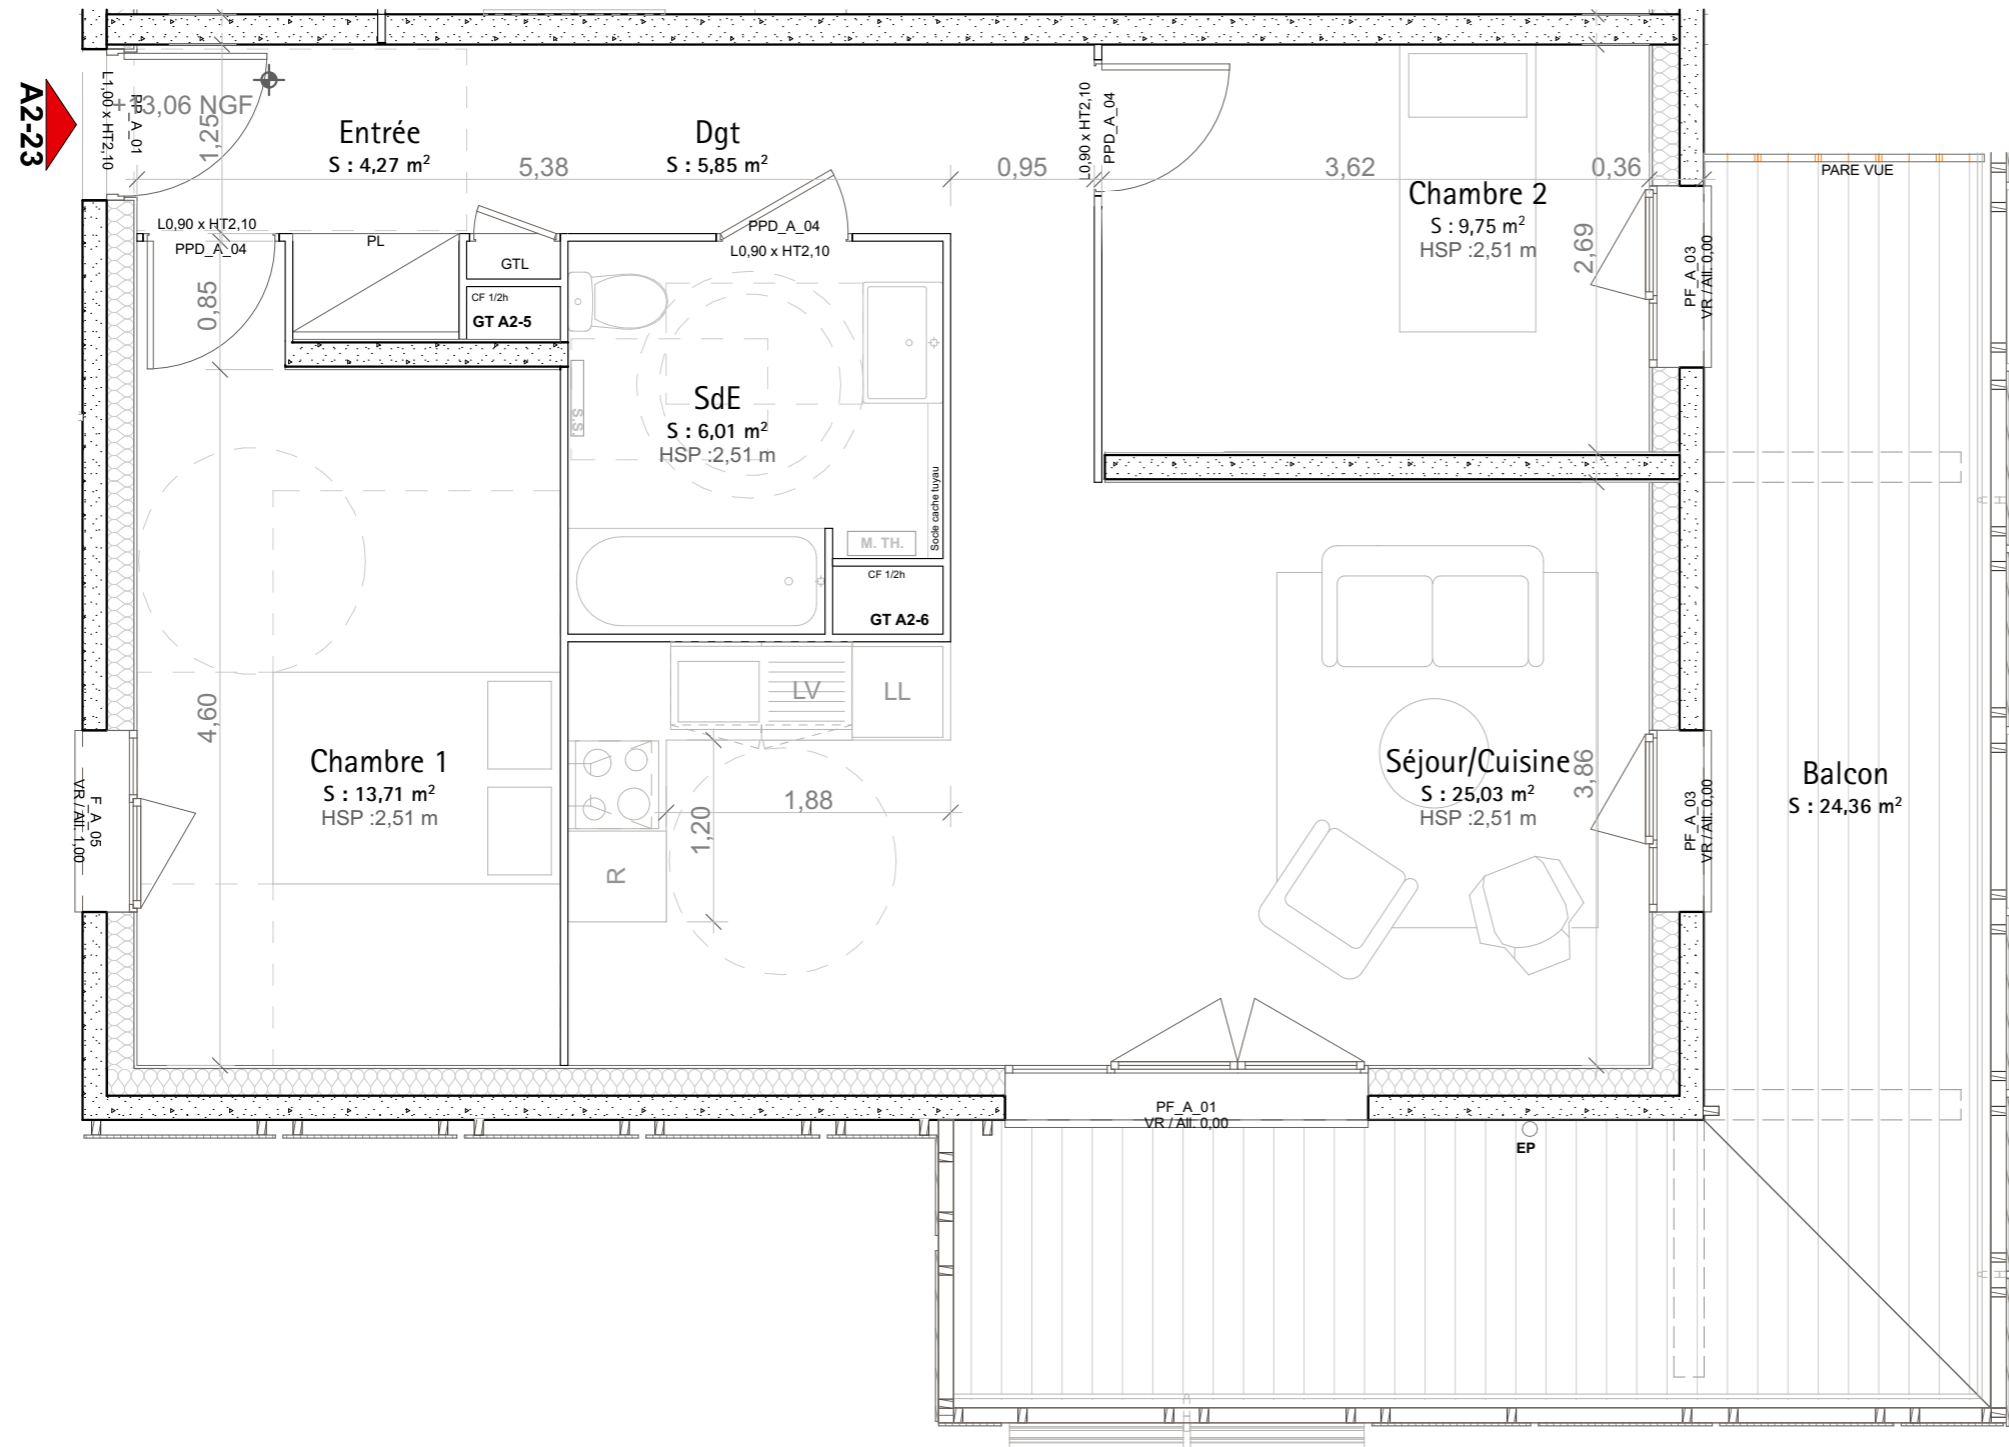 A2-23
L1,00 x HT2,10
PP_A_01
3,06 NGF
1,25
Entrée
S : 4,27 m²
5,38
Dgt
S : 5,85 m²
0,95
L0,90 x HT2,10
PPD_A_04
3,62
0,36
Chambre 2
S : 9,75 m²
HSP :2,51 m
2,69
PF_A_03
VR / All. 0,00
PARE VUE
L0,90 x HT2,10
PPD_A_04
0,85
PL
GTL
CF 1/2h
GT A2-5
PPD_A_04
L0,90 x HT2,10
SdE
S : 6,01 m²
HSP :2,51 m
S.S.
Socle cache tuyau
M. TH.
CF 1/2h
GT A2-6
LV
LL
4,60
Chambre 1
S : 13,71 m²
HSP :2,51 m
F_A_05
VR / All. 1,00
1,88
1,20
R
Séjour/Cuisine
S : 25,03 m²
HSP :2,51 m
3,86
PF_A_03
VR / All. 0,00
Balcon
S : 24,36 m²
PF_A_01
VR / All. 0,00
EP